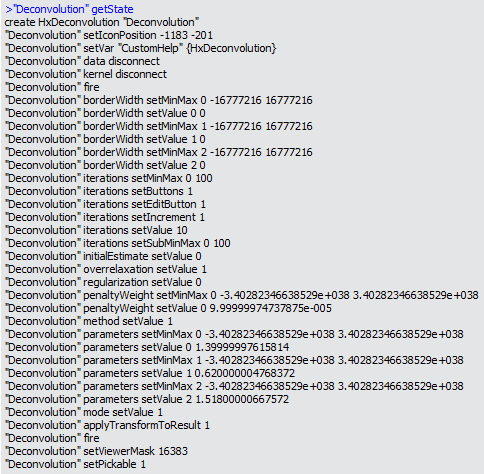 >"Deconvolution" getState
create HxDeconvolution "Deconvolution"
"Deconvolution" setIconPosition -1183 -201
"Deconvolution" setVar "CustomHelp" {HxDeconvolution}
"Deconvolution" data disconnect
"Deconvolution" kernel disconnect
"Deconvolution" fire
"Deconvolution" borderWidth setMinMax 0 -16777216 16777216
"Deconvolution" borderWidth setValue 0 0
"Deconvolution" borderWidth setMinMax 1 -16777216 16777216
"Deconvolution" borderWidth setValue 1 0
"Deconvolution" borderWidth setMinMax 2 -16777216 16777216
"Deconvolution" borderWidth setValue 2 0
"Deconvolution" iterations setMinMax 0 100
"Deconvolution" iterations setButtons 1
"Deconvolution" iterations setEditButton 1
"Deconvolution" iterations setIncrement 1
"Deconvolution" iterations setValue 10
"Deconvolution" iterations setSubMinMax 0 100
"Deconvolution" initialEstimate setValue 0
"Deconvolution" overrelaxation setValue 1
"Deconvolution" regularization setValue 0
"Deconvolution" penaltyWeight setMinMax 0 -3.40282346638529e+038 3.40282346638529e+038
"Deconvolution" penaltyWeight setValue 0 9.99999974737875e-005
"Deconvolution" method setValue 1
"Deconvolution" parameters setMinMax 0 -3.40282346638529e+038 3.40282346638529e+038
"Deconvolution" parameters setValue 0 1.39999997615814
"Deconvolution" parameters setMinMax 1 -3.40282346638529e+038 3.40282346638529e+038
"Deconvolution" parameters setValue 1 0.620000004768372
"Deconvolution" parameters setMinMax 2 -3.40282346638529e+038 3.40282346638529e+038
"Deconvolution" parameters setValue 2 1.51800000667572
"Deconvolution" mode setValue 1
"Deconvolution" applyTransformToResult 1
"Deconvolution" fire
"Deconvolution" setViewerMask 16383
"Deconvolution" setPickable 1